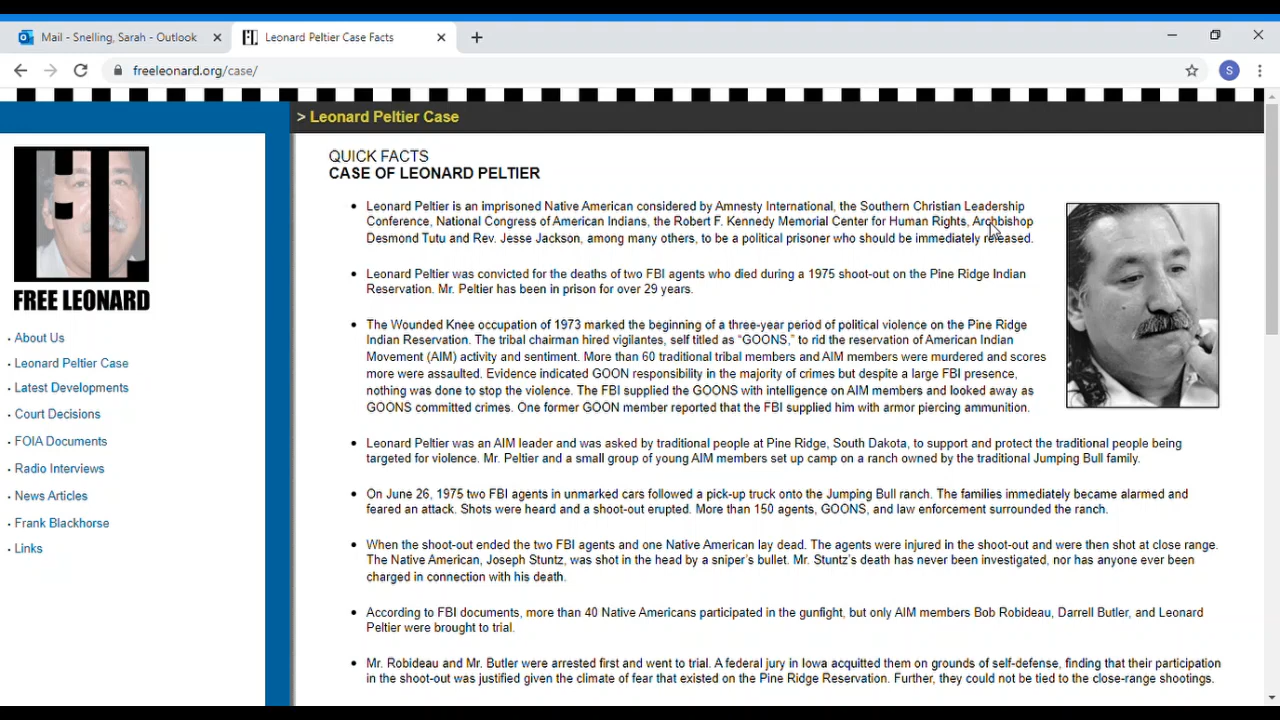 Mail - Snelling, Sarah - Outlook
Leonard Peltier Case Facts
freeleonard.org/case/
S
> Leonard Peltier Case
FREE LEONARD
About Us
Leonard Peltier Case
Latest Developments
Court Decisions
FOIA Documents
Radio Interviews
News Articles
Frank Blackhorse
Links
QUICK FACTS
CASE OF LEONARD PELTIER
Leonard Peltier is an imprisoned Native American considered by Amnesty International, the Southern Christian Leadership
Conference, National Congress of American Indians, the Robert F. Kennedy Memorial Center for Human Rights, Archbishop
Desmond Tutu and Rev. Jesse Jackson, among many others, to be a political prisoner who should be immediately released.
Leonard Peltier was convicted for the deaths of two FBI agents who died during a 1975 shoot-out on the Pine Ridge Indian
Reservation. Mr. Peltier has been in prison for over 29 years.
The Wounded Knee occupation of 1973 marked the beginning of a three-year period of political violence on the Pine Ridge
Indian Reservation. The tribal chairman hired vigilantes, self titled as “GOONS,” to rid the reservation of American Indian
Movement (AIM) activity and sentiment. More than 60 traditional tribal members and AIM members were murdered and scores
more were assaulted. Evidence indicated GOON responsibility in the majority of crimes but despite a large FBI presence,
nothing was done to stop the violence. The FBI supplied the GOONS with intelligence on AIM members and looked away as
GOONS committed crimes. One former GOON member reported that the FBI supplied him with armor piercing ammunition.
Leonard Peltier was an AIM leader and was asked by traditional people at Pine Ridge, South Dakota, to support and protect the traditional people being
targeted for violence. Mr. Peltier and a small group of young AIM members set up camp on a ranch owned by the traditional Jumping Bull family.
On June 26, 1975 two FBI agents in unmarked cars followed a pick-up truck onto the Jumping Bull ranch. The families immediately became alarmed and
feared an attack. Shots were heard and a shoot-out erupted. More than 150 agents, GOONS, and law enforcement surrounded the ranch.
When the shoot-out ended the two FBI agents and one Native American lay dead. The agents were injured in the shoot-out and were then shot at close range.
The Native American, Joseph Stuntz, was shot in the head by a sniper’s bullet. Mr. Stuntz’s death has never been investigated, nor has anyone ever been
charged in connection with his death.
According to FBI documents, more than 40 Native Americans participated in the gunfight, but only AIM members Bob Robideau, Darrell Butler, and Leonard
Peltier were brought to trial.
Mr. Robideau and Mr. Butler were arrested first and went to trial. A federal jury in Iowa acquitted them on grounds of self-defense, finding that their participation
in the shoot-out was justified given the climate of fear that existed on the Pine Ridge Reservation. Further, they could not be tied to the close-range shootings.